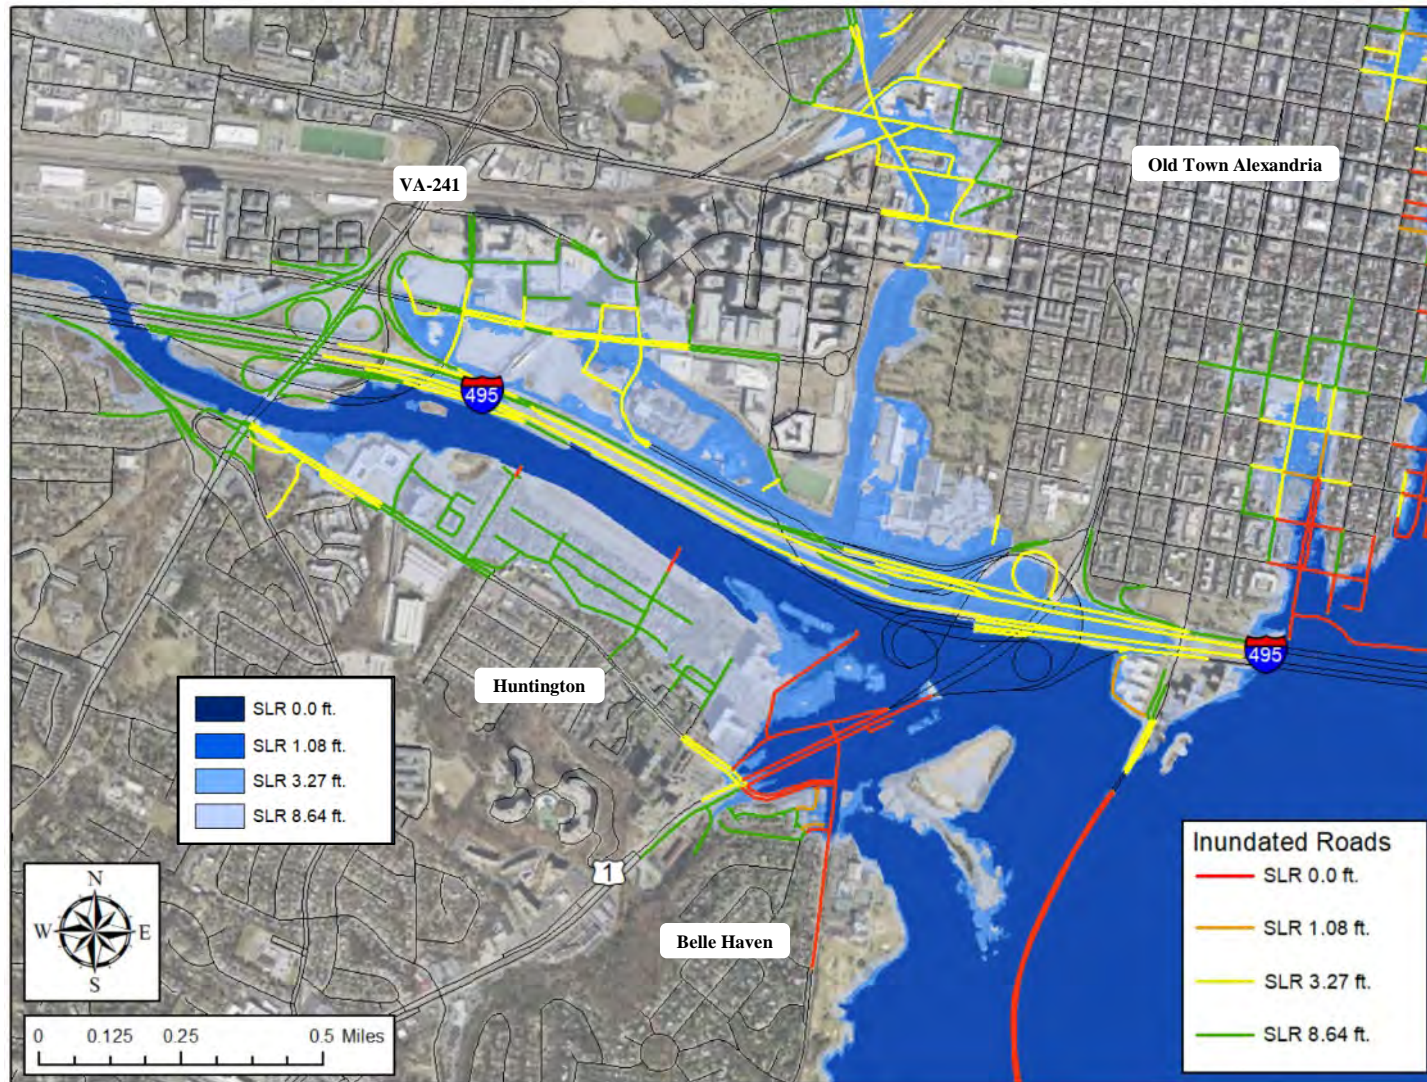 Old Town Alexandria
VA-241
495
495
Huntington
SLR 0.0 ft.
SLR 1.08 ft.
SLR 3.27 ft.
SLR 8.64 ft.
Inundated Roads
SLR 0.0 ft.
SLR 1.08 ft.
SLR 3.27 ft.
SLR 8.64 ft.
1
N
W E
S
Belle Haven
0 0.125 0.25 0.5 Miles